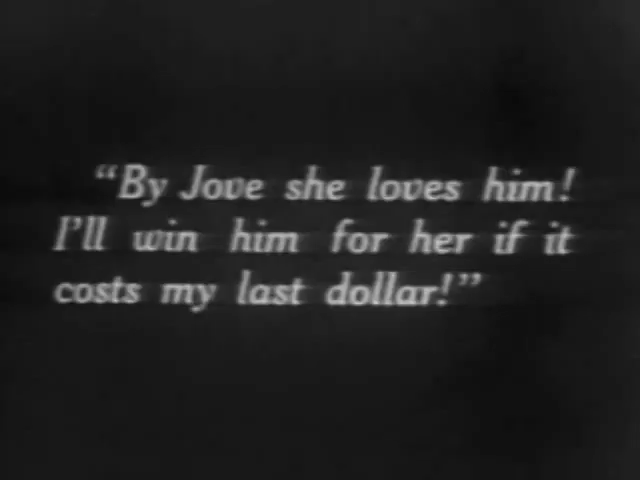 “By Jove she loves him!
I’ll win him for her if it
costs my last dollar!”